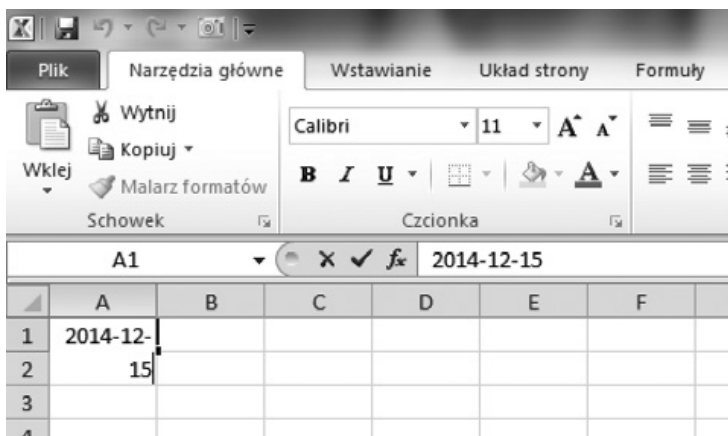 Plik Narzędzia główne Wstawianie Układ strony Formuły
Wklej
Wytnij
Kopiuj
Malarz formatów
Schowek
Calibri 11 A A
B I U A
Czcionka
A1 fx 2014-12-15
A B C D E F
1 2014-12-
2 15
3